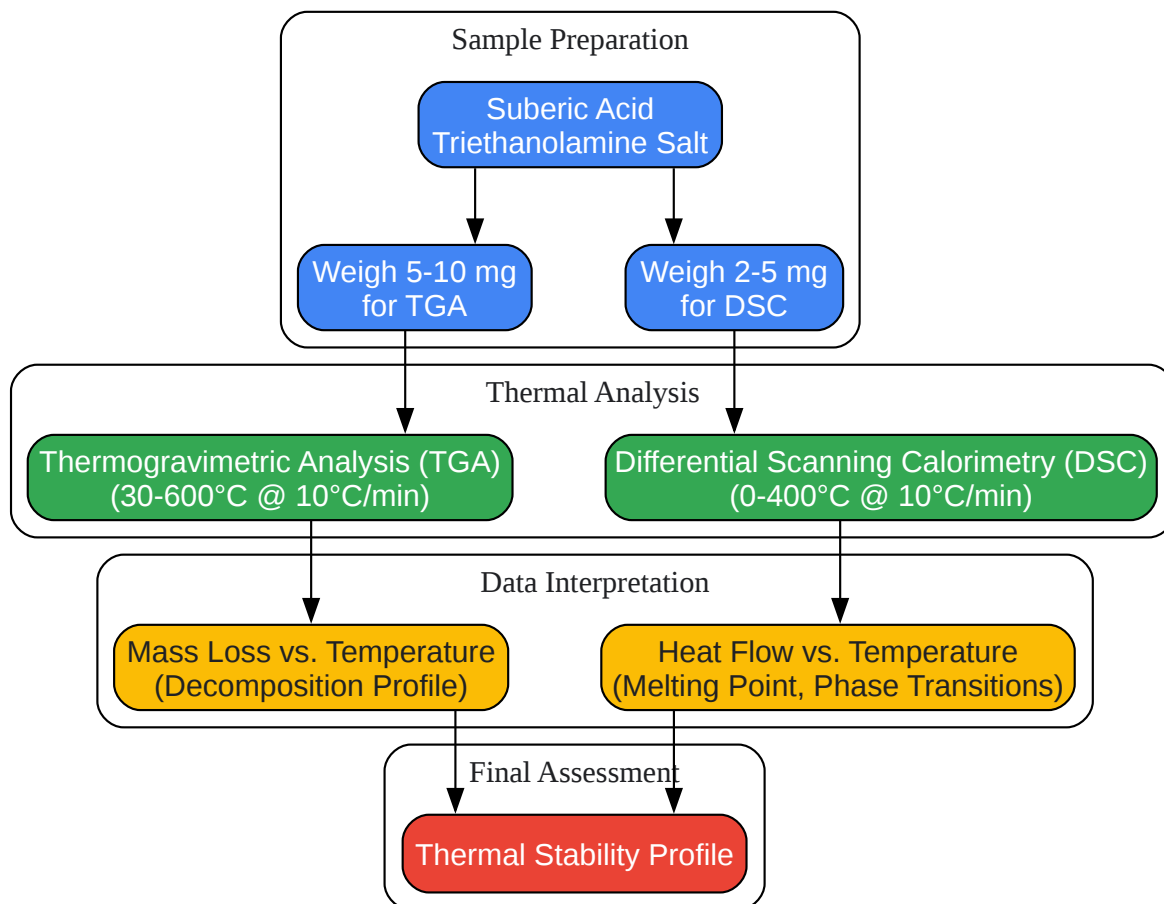 Sample Preparation
Suberic Acid
Triethanolamine Salt
Weigh 5-10 mg
for TGA
Weigh 2-5 mg
for DSC
Thermal Analysis
Thermogravimetric Analysis (TGA)
(30-600°C @ 10°C/min)
Differential Scanning Calorimetry (DSC)
(0-400°C @ 10°C/min)
Data Interpretation
Mass Loss vs. Temperature
(Decomposition Profile)
Heat Flow vs. Temperature
(Melting Point, Phase Transitions)
Final Assessment
Thermal Stability Profile